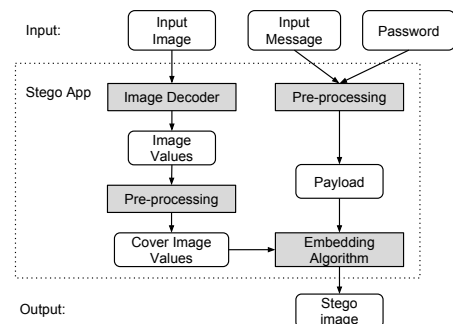 Input:
Input
Image
Input
Message
Password
Stego App
Image Decoder
Pre-processing
Image
Values
Pre-processing
Payload
Cover Image
Values
Embedding
Algorithm
Output:
Stego
image